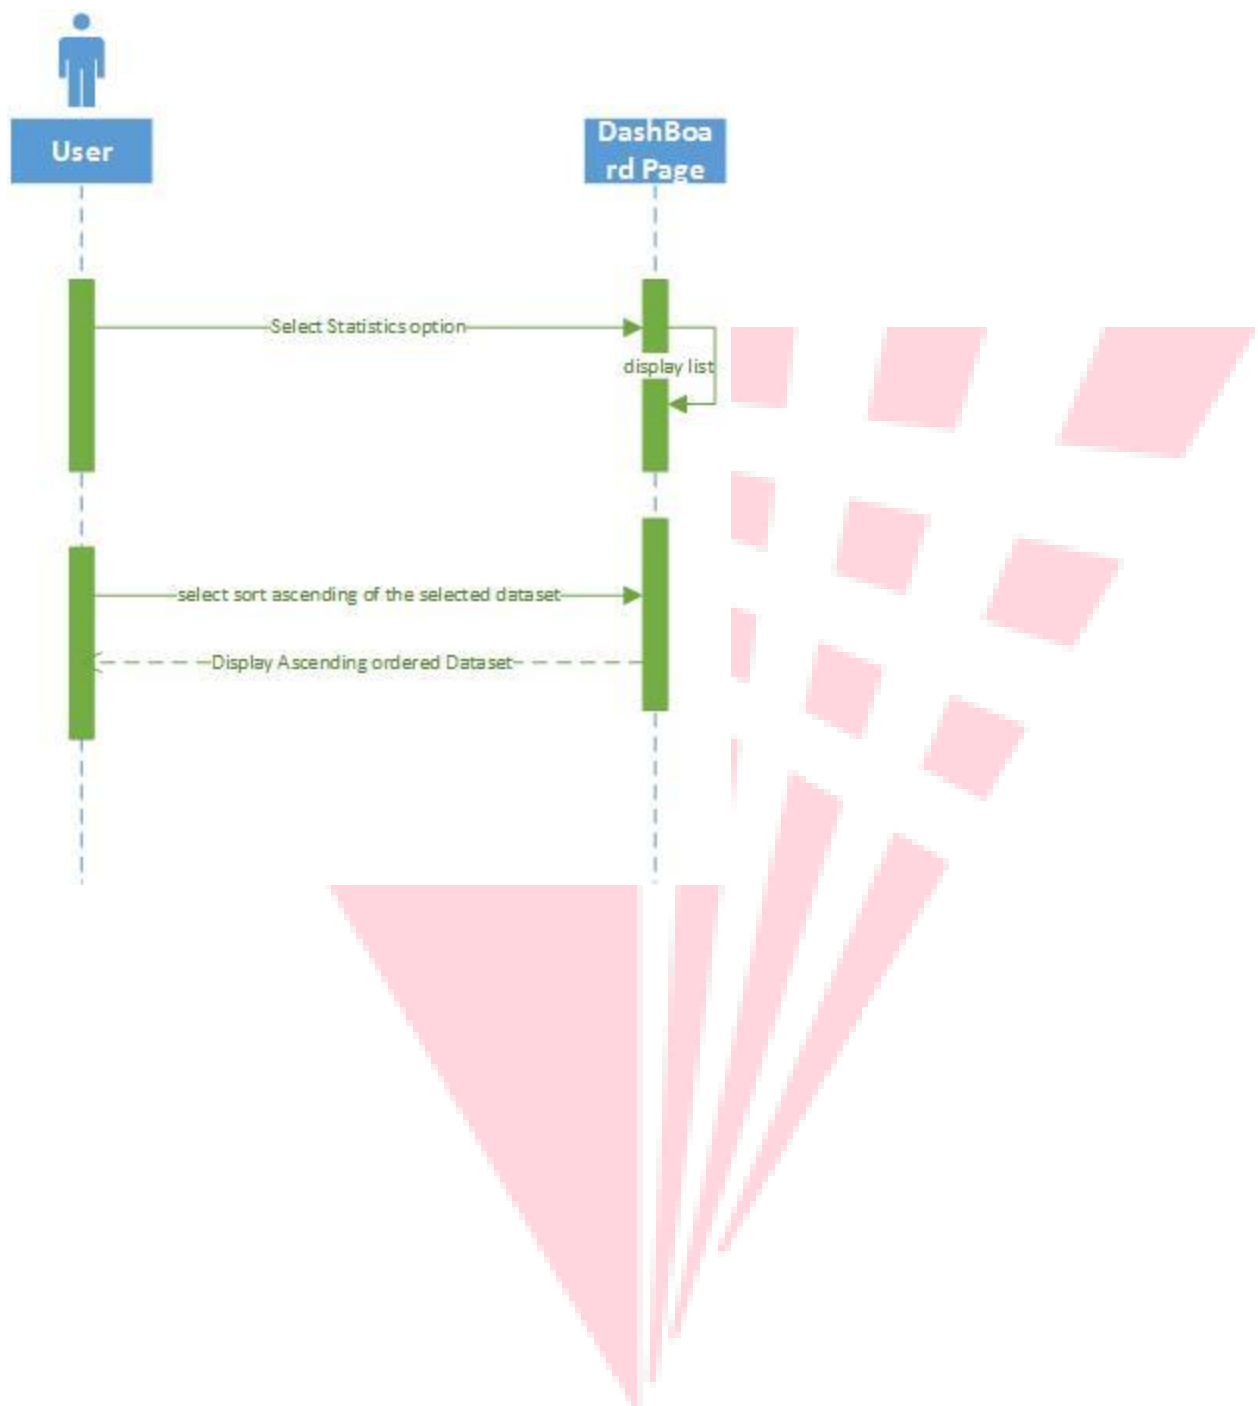 User
DashBoa
rd Page
Select Statistics option
display list
select sort ascending of the selected dataset
Display Ascending ordered Dataset